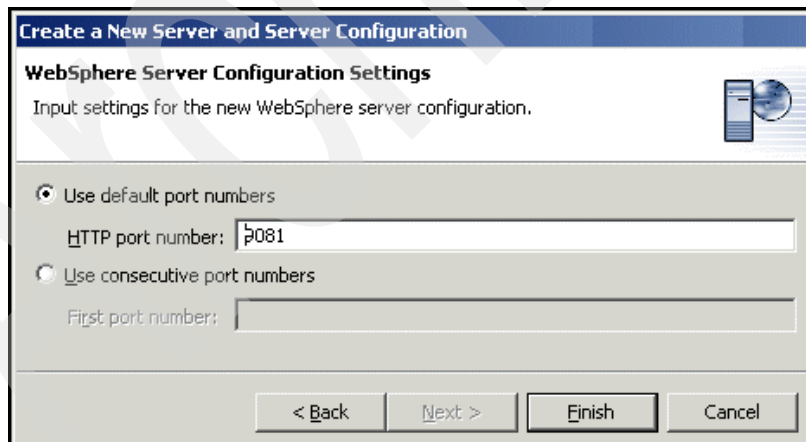 Create a New Server and Server Configuration
WebSphere Server Configuration Settings
Input settings for the new WebSphere server configuration.
Use default port numbers
HTTP port number: 9081
Use consecutive port numbers
First port number:
< Back Next > Finish Cancel